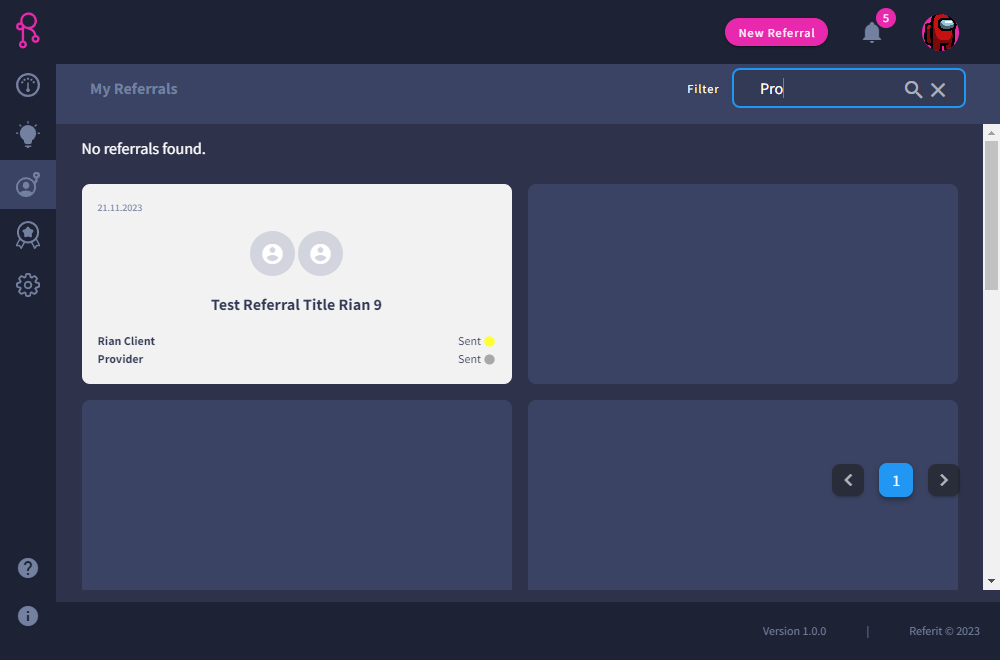 New Referral
5
My Referrals
Filter
Pro
No referrals found.
21.11.2023
Test Referral Title Rian 9
Rian Client
Sent
Provider
Sent
1
?
i
Version 1.0.0 | Referit © 2023